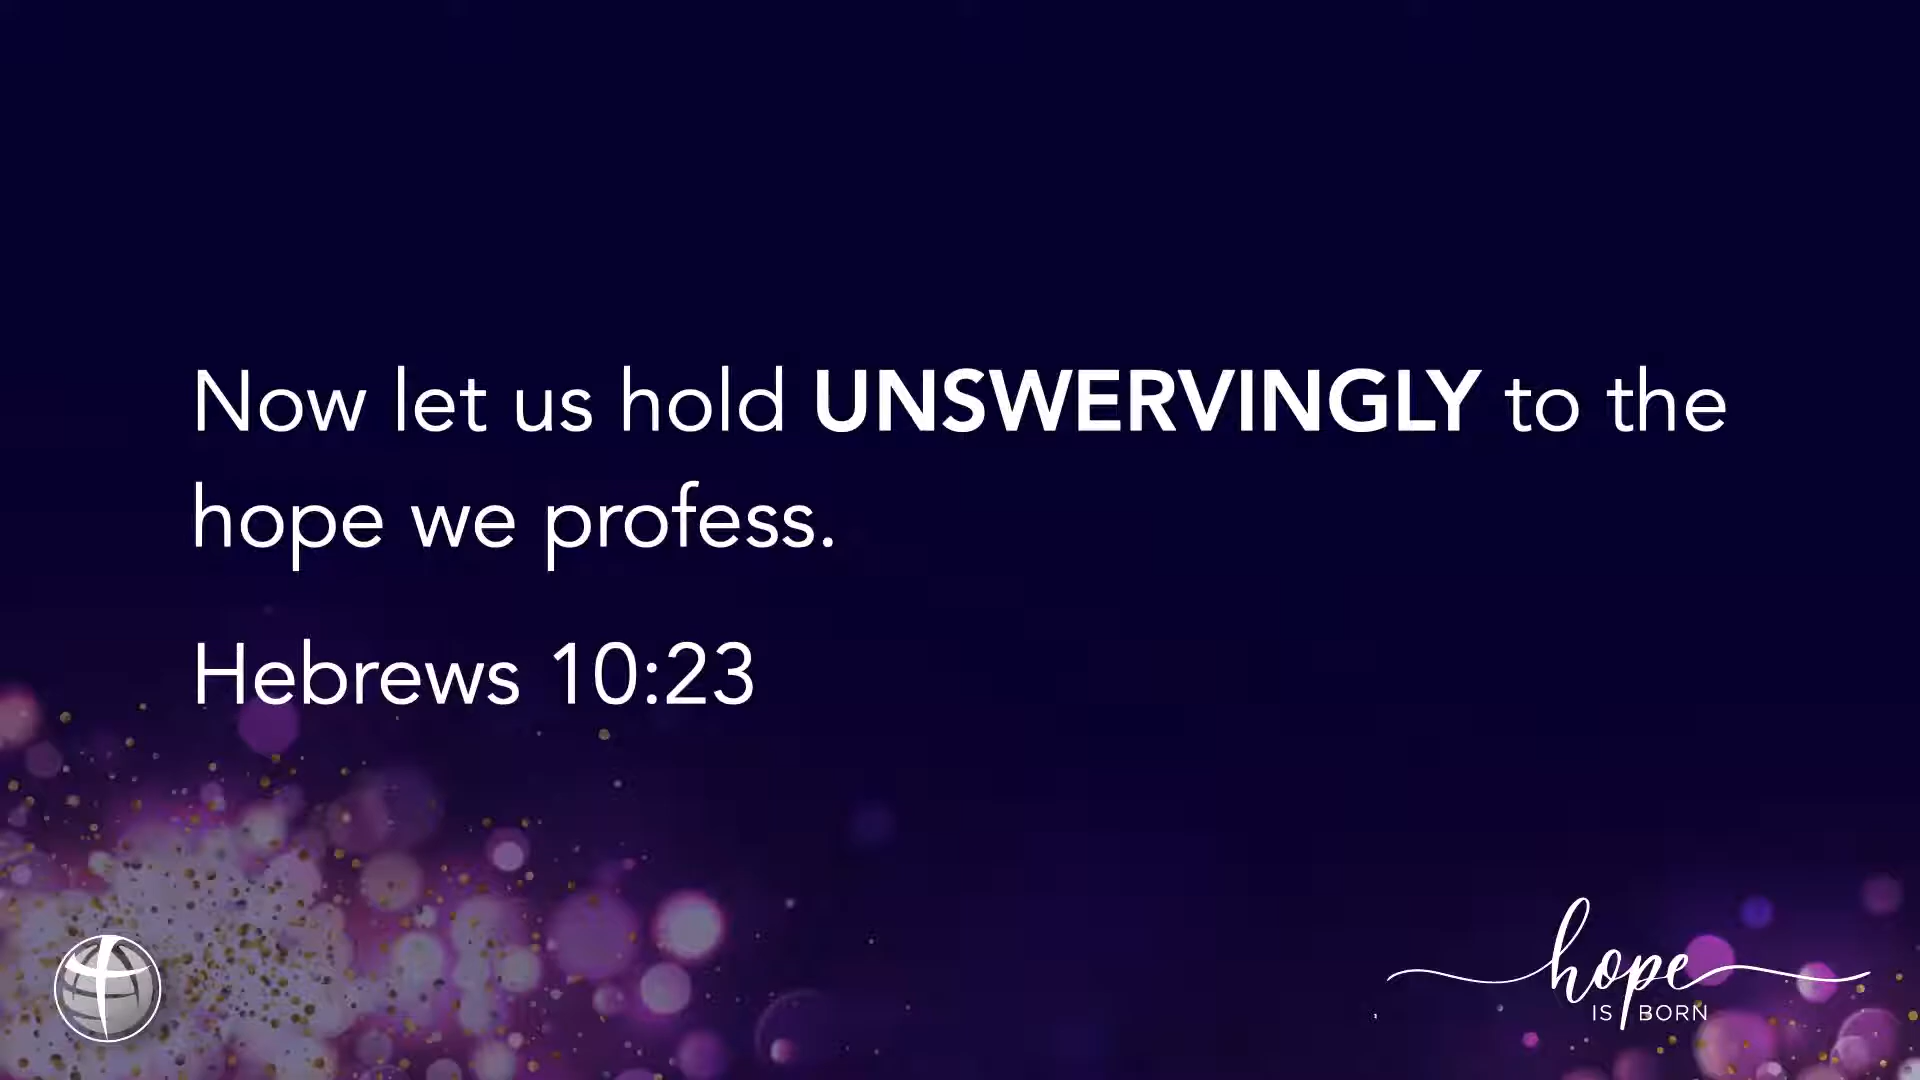 Now let us hold UNSWERVINGLY to the
hope we profess.
Hebrews 10:23
hope
IS BORN